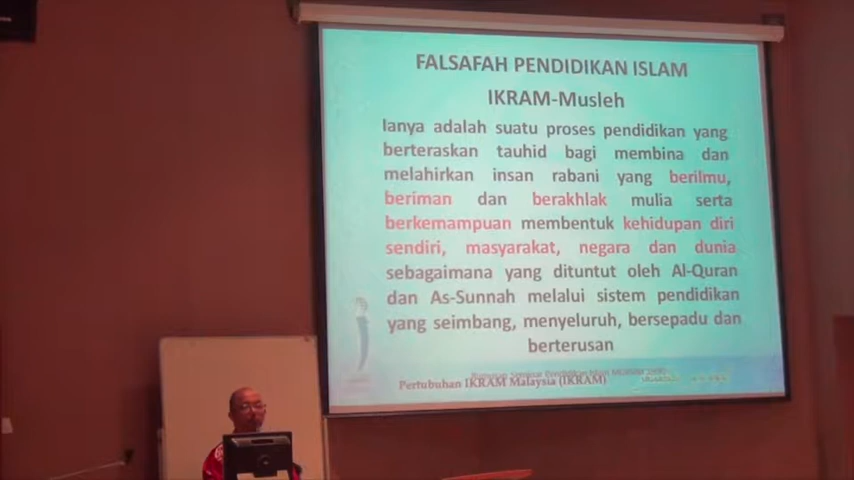 FALSAFAH PENDIDIKAN ISLAM
IKRAM-Musleh
Ianya adalah suatu proses pendidikan yang
berteraskan tauhid bagi membina dan
melahirkan insan rabani yang berilmu,
beriman dan berakhlak mulia serta
berkemampuan membentuk kehidupan diri
sendiri, masyarakat, negara dan dunia
sebagaimana yang dituntut oleh Al-Quran
dan As-Sunnah melalui sistem pendidikan
yang seimbang, menyeluruh, bersepadu dan
berterusan
Pertubuhan IKRAM Malaysia (IKRAM)